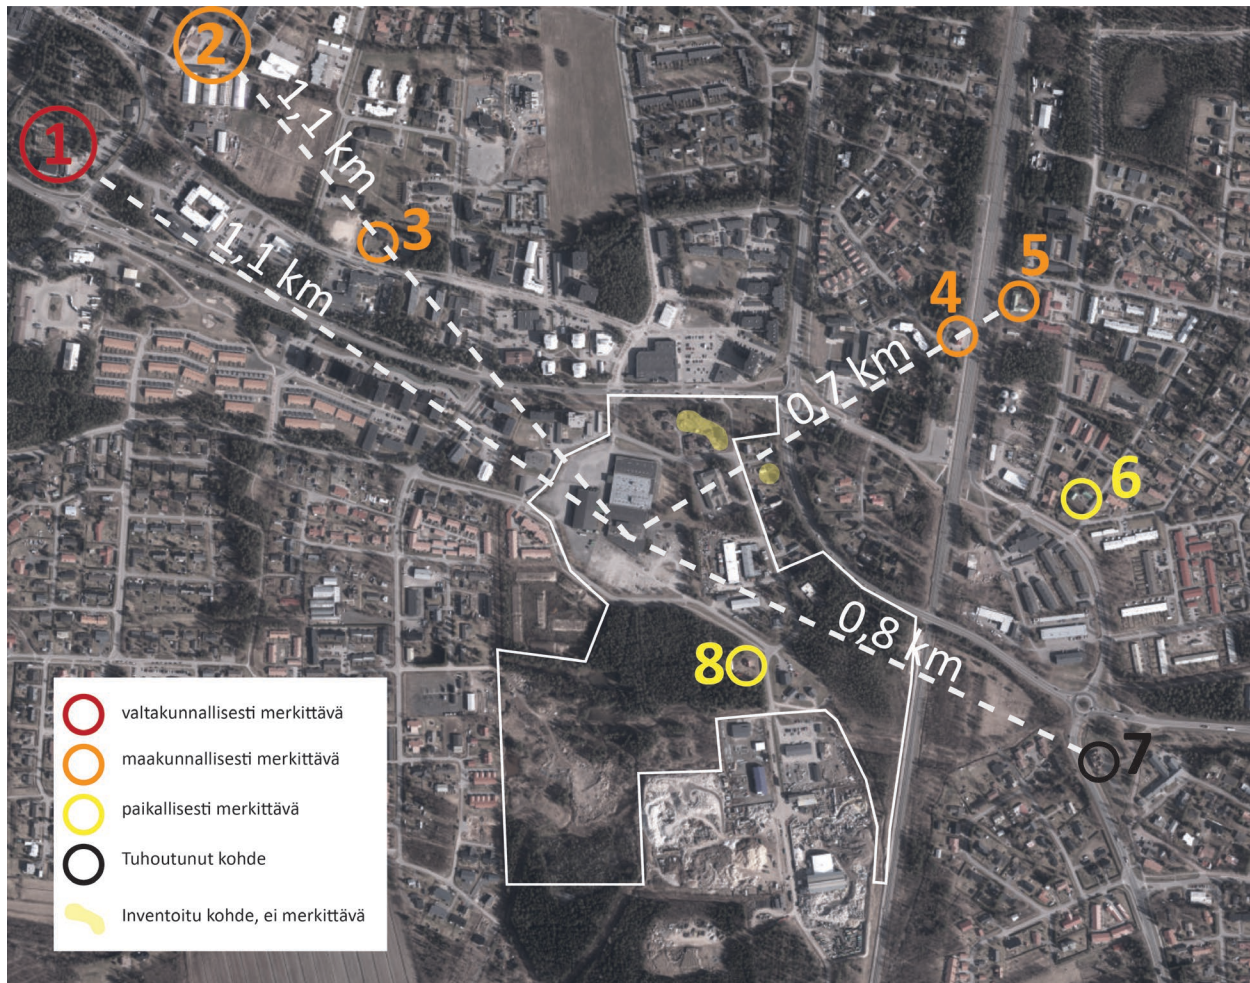 2
1
1,1 km
3
1,1 km
5
4
0,7 km
6
0,8 km
8
7
valtakunnallisesti merkittävä
maakunnallisesti merkittävä
paikallisesti merkittävä
Tuhoutunut kohde
Inventoitu kohde, ei merkittävä